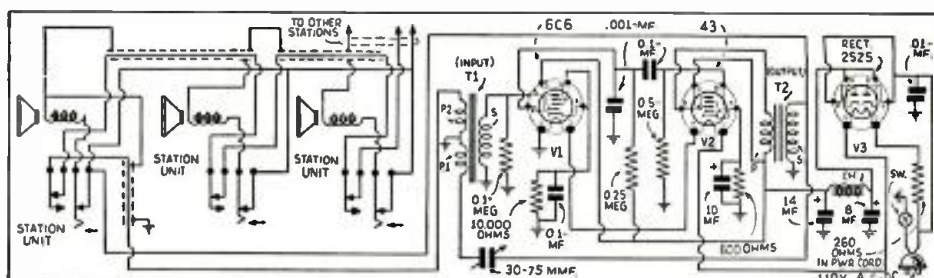 TO OTHER
STATIONS
STATION
UNIT
STATION
UNIT
STATION
UNIT
(INPUT)
T1
P2
P1
S
6C6
V1
0.1-
MEG
10,000
OHMS
0.1-
MF
30-75 MMF.
.001-MF
0.1-
MF
0.25
MEG
0.5-
MEG
43
V2
10
MF
600 OHMS
(OUTPUT)
T2
S
RECT.
25Z5
V3
.01-
MF
CH.1
14
MF
8
MF
SW.
260
OHMS
IN PWR CORD
110V.